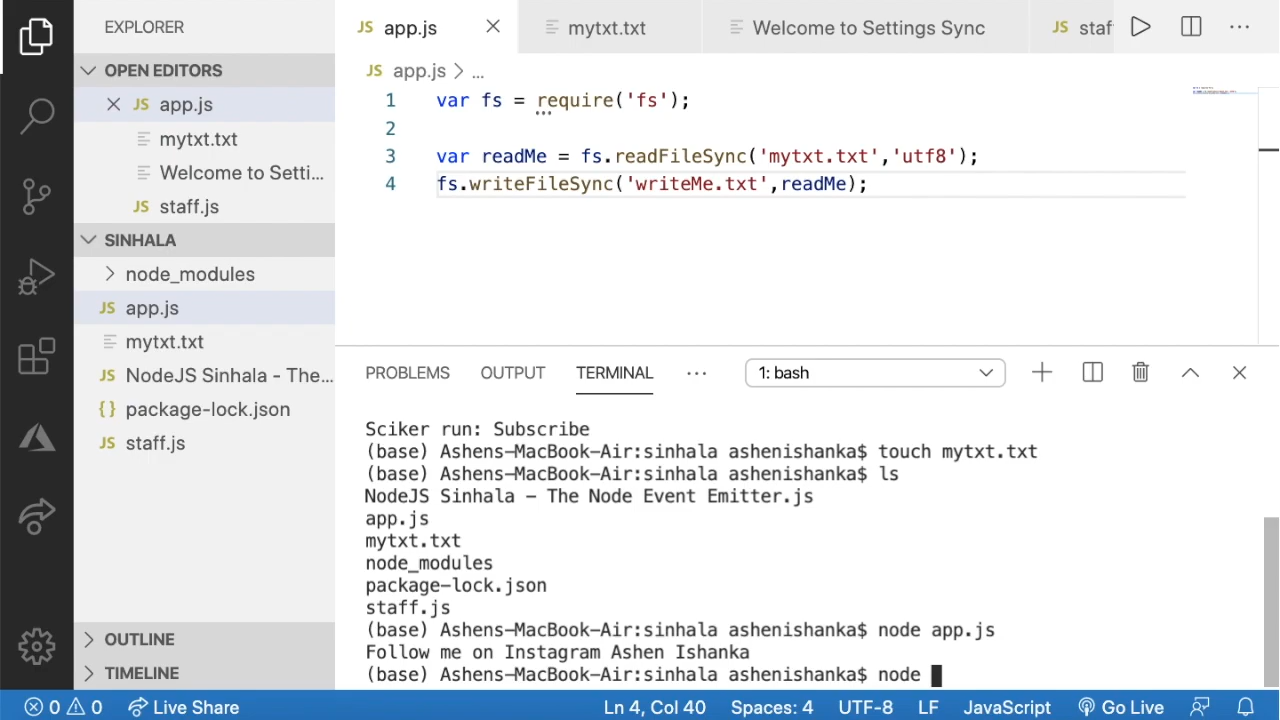 EXPLORER
OPEN EDITORS
JS app.js
mytxt.txt
Welcome to Setti...
JS staff.js
SINHALA
node_modules
JS app.js
mytxt.txt
JS NodeJS Sinhala - The...
{} package-lock.json
JS staff.js
OUTLINE
TIMELINE
JS app.js
mytxt.txt
Welcome to Settings Sync
JS staf
JS app.js > ...
1 var fs = require('fs');
2
3 var readMe = fs.readFileSync('mytxt.txt','utf8');
4 fs.writeFileSync('writeMe.txt',readMe);
PROBLEMS OUTPUT TERMINAL ... 1: bash
Sciker run: Subscribe
(base) Ashens-MacBook-Air:sinhala ashenishanka$ touch mytxt.txt
(base) Ashens-MacBook-Air:sinhala ashenishanka$ ls
NodeJS Sinhala - The Node Event Emitter.js
app.js
mytxt.txt
node_modules
package-lock.json
staff.js
(base) Ashens-MacBook-Air:sinhala ashenishanka$ node app.js
Follow me on Instagram Ashen Ishanka
(base) Ashens-MacBook-Air:sinhala ashenishanka$ node
0 0 Live Share Ln 4, Col 40 Spaces: 4 UTF-8 LF JavaScript Go Live